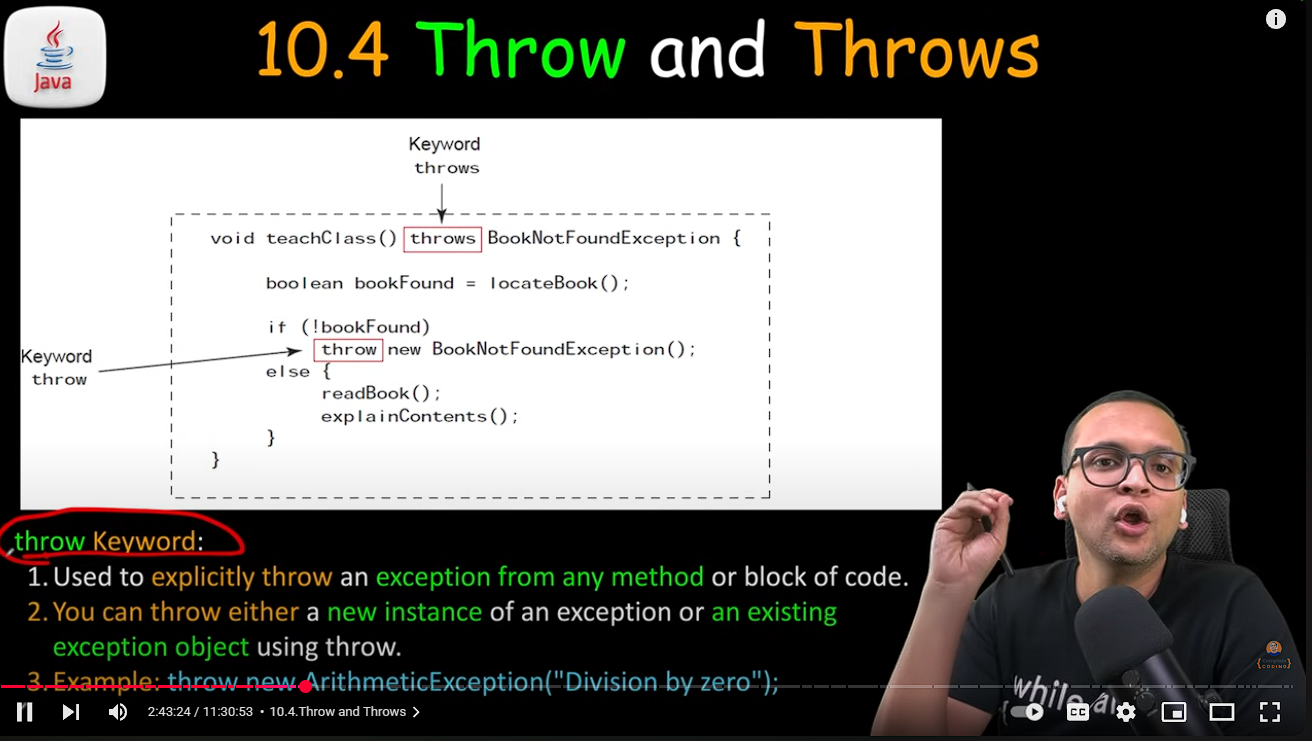 Java
10.4 Throw and Throws
Keyword
throws
void teachClass() throws BookNotFoundException {
boolean bookFound = locateBook();
if (!bookFound)
Keyword
throw
throw new BookNotFoundException();
else {
readBook();
explainContents();
}
}
throw Keyword:
1. Used to explicitly throw an exception from any method or block of code.
2. You can throw either a new instance of an exception or an existing
exception object using throw.
3. Example: throw new ArithmeticException("Division by zero");
while
CODING
CC
2:43:24 / 11:30:53 • 10.4.Throw and Throws